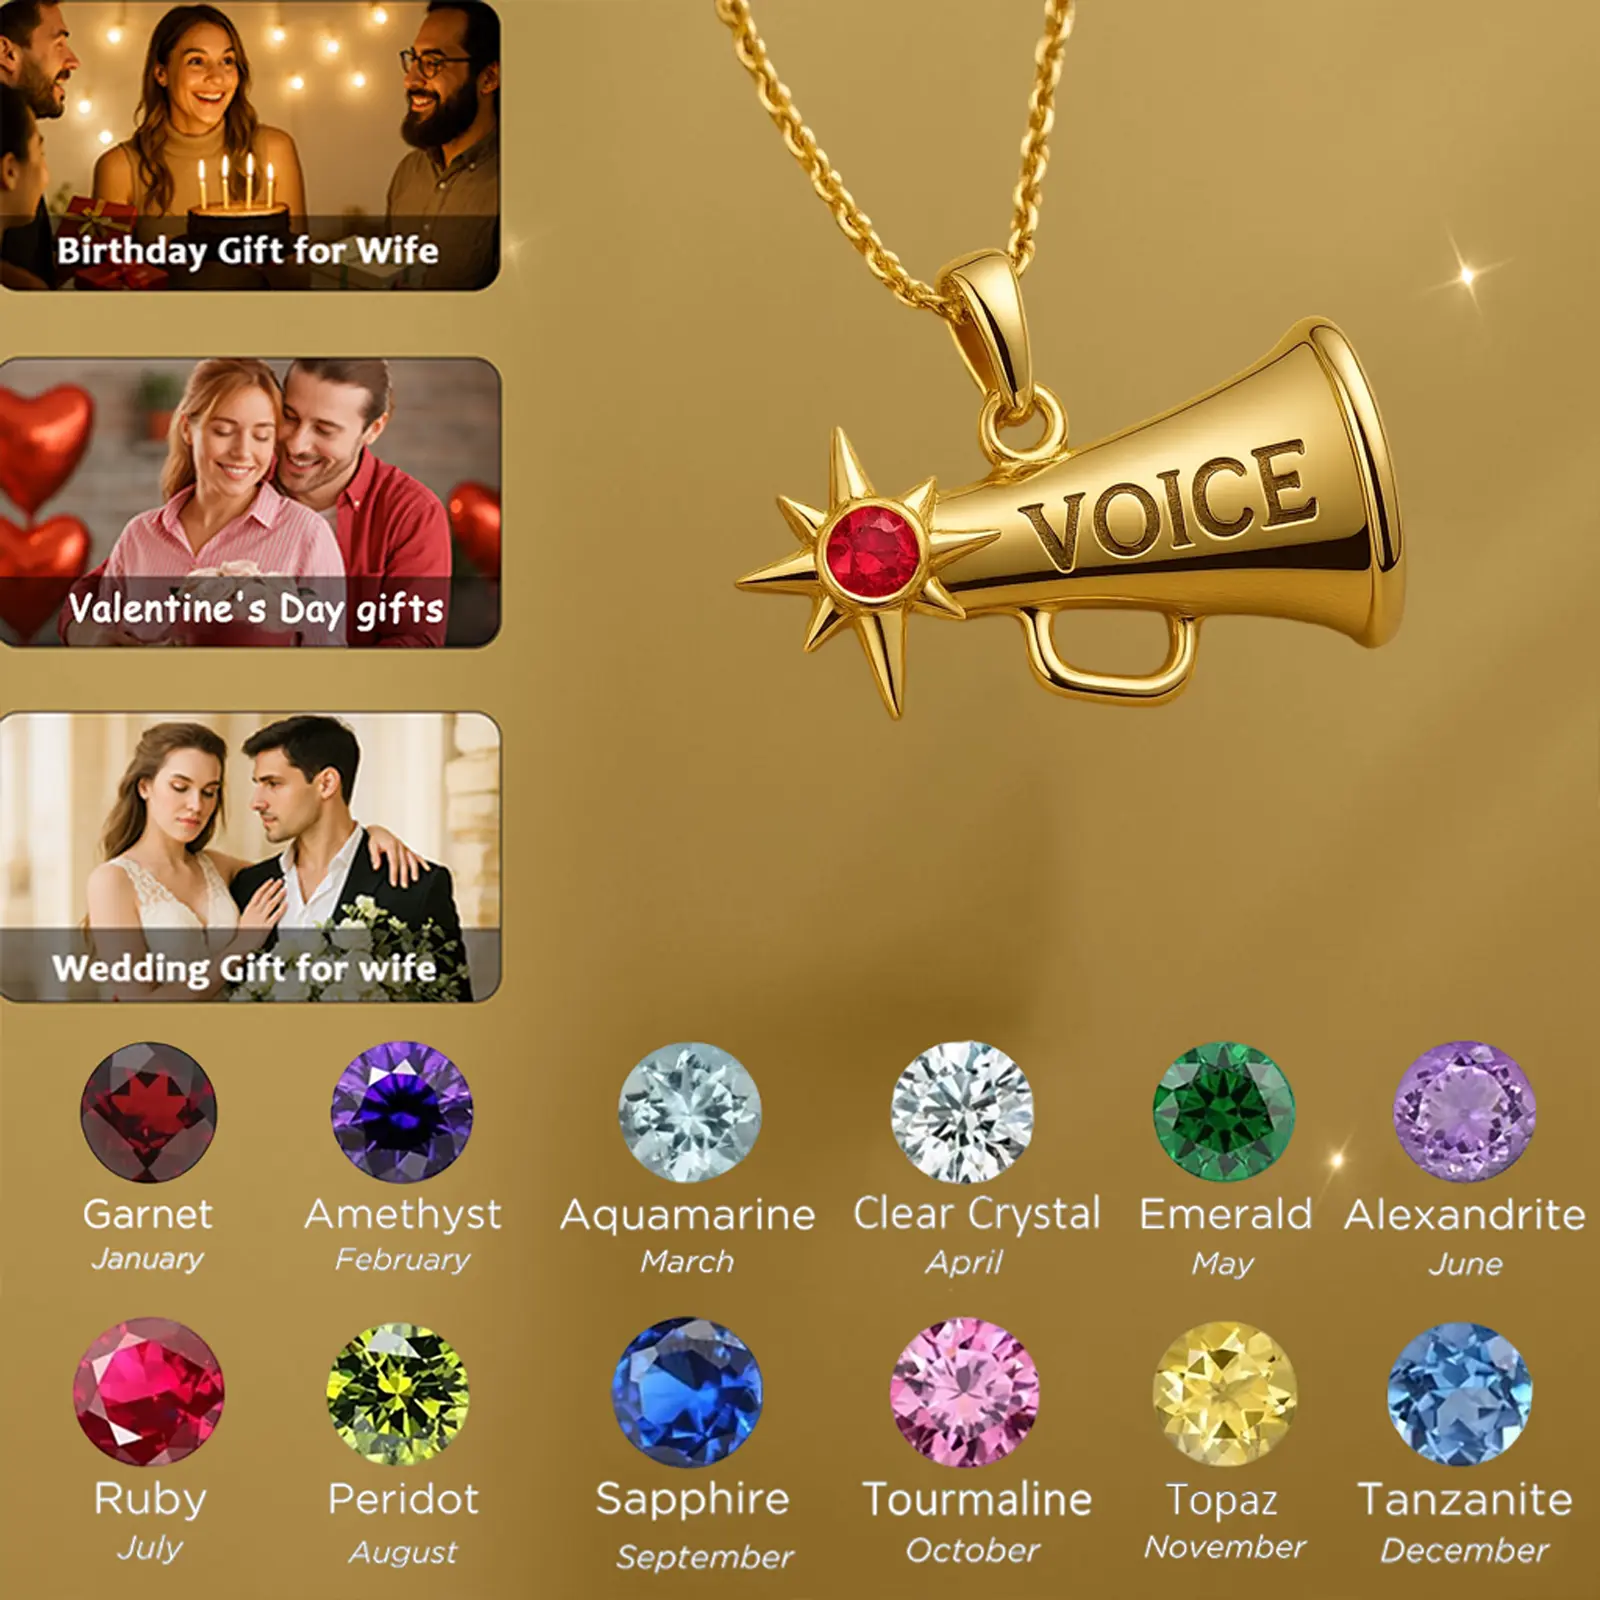 Birthday Gift for Wife
VOICE
Valentine's Day gifts
Wedding Gift for wife
Garnet
January
Amethyst
February
Aquamarine
March
Clear Crystal
April
Emerald
May
Alexandrite
June
Ruby
July
Peridot
August
Sapphire
September
Tourmaline
October
Topaz
November
Tanzanite
December